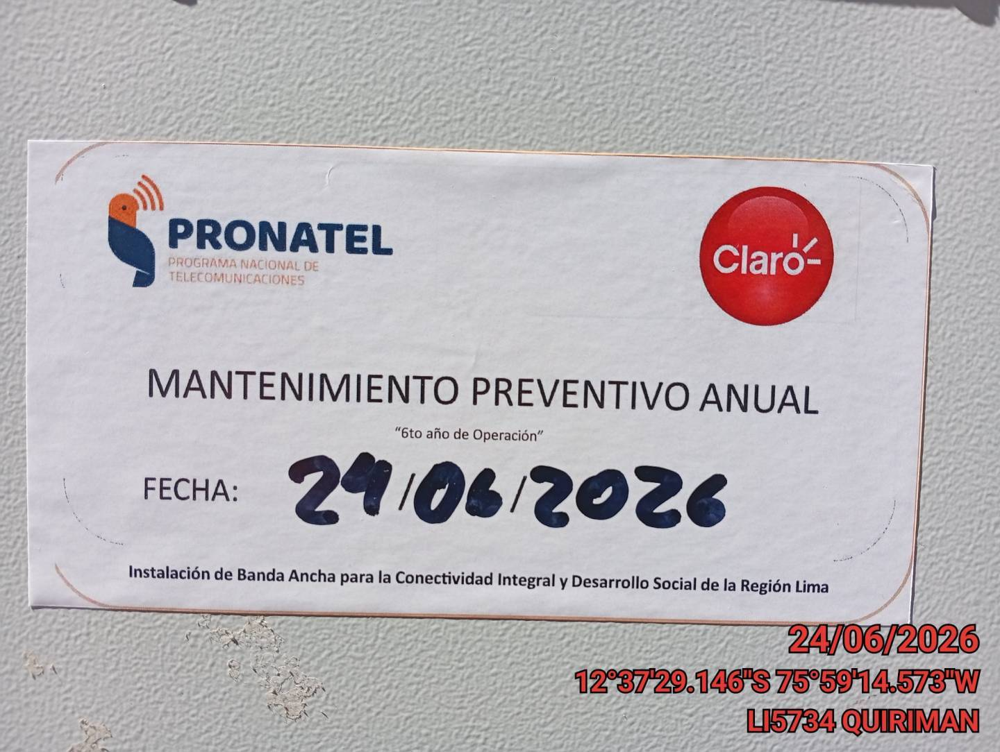 PRONATEL
PROGRAMA NACIONAL DE
TELECOMUNICACIONES
Claro
MANTENIMIENTO PREVENTIVO ANUAL
“6to año de Operación”
FECHA: 24/06/2026
Instalación de Banda Ancha para la Conectividad Integral y Desarrollo Social de la Región Lima
24/06/2026
12°37'29.146"S 75°59'14.573"W
LI5734 QUIRIMAN